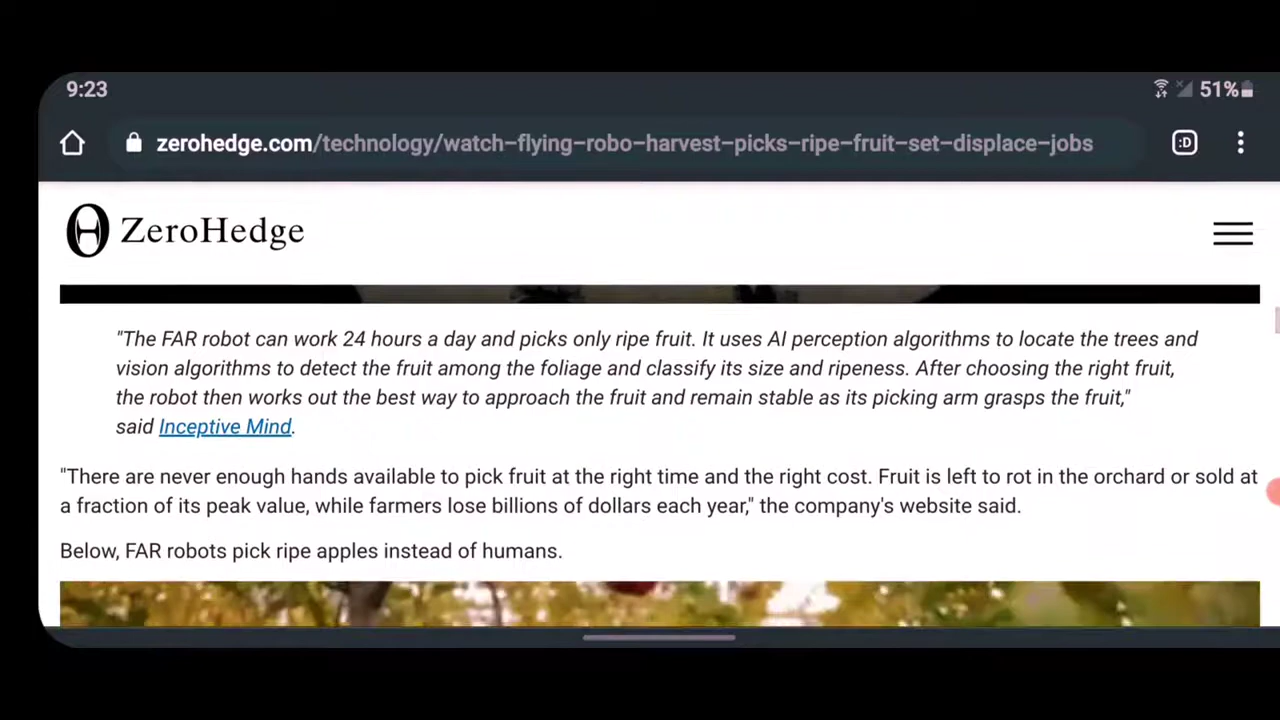 9:23
51%
zerohedge.com/technology/watch-flying-robo-harvest-picks-ripe-fruit-set-displace-jobs
:D
ZeroHedge
"The FAR robot can work 24 hours a day and picks only ripe fruit. It uses AI perception algorithms to locate the trees and
vision algorithms to detect the fruit among the foliage and classify its size and ripeness. After choosing the right fruit,
the robot then works out the best way to approach the fruit and remain stable as its picking arm grasps the fruit,"
said Inceptive Mind.
"There are never enough hands available to pick fruit at the right time and the right cost. Fruit is left to rot in the orchard or sold at
a fraction of its peak value, while farmers lose billions of dollars each year," the company's website said.
Below, FAR robots pick ripe apples instead of humans.